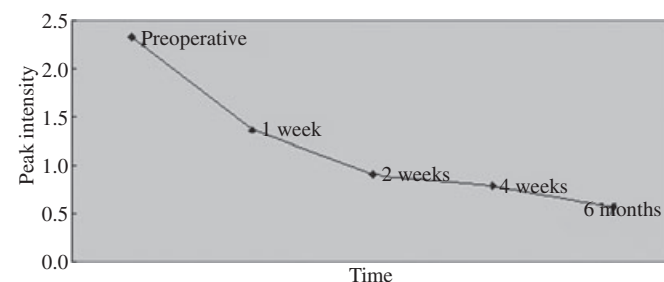 2.5
Preoperative
2.0
Peak intensity
1.5
1 week
1.0
2 weeks
4 weeks
0.5
6 months
0.0
Time